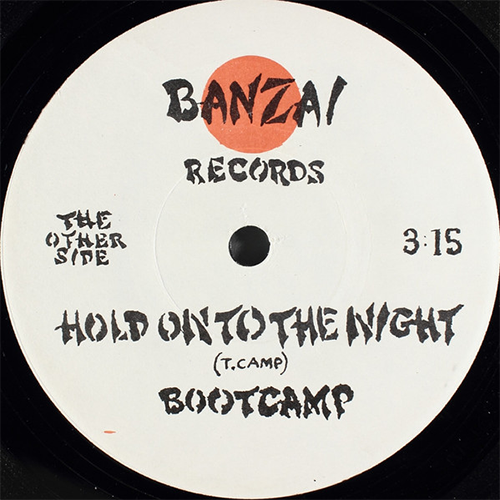 BANZAI
RECORDS
THE
OTHER
SIDE
3:15
HOLD ON TO THE NIGHT
(T.CAMP)
BOOTCAMP